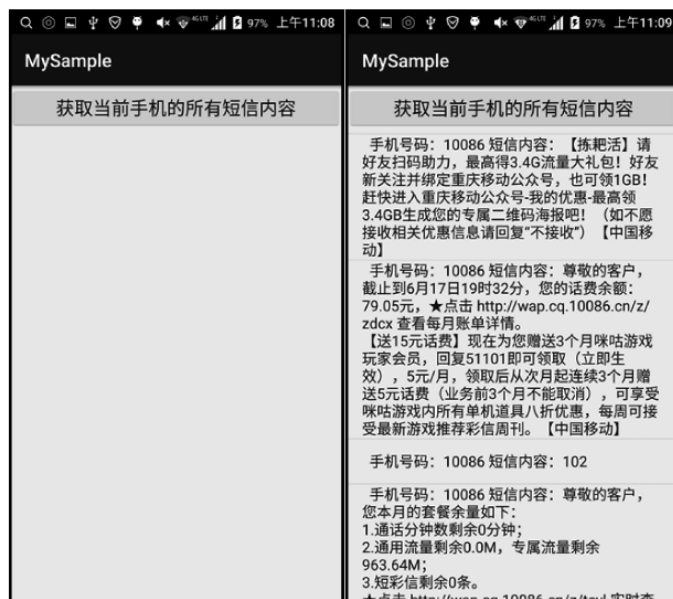 4G LTE 97% 上午11:08
MySample
获取当前手机的所有短信内容
4G LTE 97% 上午11:09
MySample
获取当前手机的所有短信内容
手机号码：10086 短信内容：【拣耙活】请
好友扫码助力，最高得3.4G流量大礼包！好友
新关注并绑定重庆移动公众号，也可领1GB！
赶快进入重庆移动公众号-我的优惠-最高领
3.4GB生成您的专属二维码海报吧！（如不愿
接收相关优惠信息请回复“不接收”）【中国移
动】
手机号码：10086 短信内容：尊敬的客户，
截止到6月17日19时32分，您的话费余额：
79.05元，★点击 http://wap.cq.10086.cn/z/
zdcx 查看每月账单详情。
【送15元话费】现在为您赠送3个月咪咕游戏
玩家会员，回复51101即可领取（立即生
效），5元/月，领取后从次月起连续3个月赠
送5元话费（业务前3个月不能取消），可享受
咪咕游戏内所有单机道具八折优惠，每周可接
受最新游戏推荐彩信周刊。【中国移动】
手机号码：10086 短信内容：102
手机号码：10086 短信内容：尊敬的客户，
您本月的套餐余量如下：
1.通话分钟数剩余0分钟；
2.通用流量剩余0.0M，专属流量剩余
963.64M；
3.短彩信剩余0条。
★点击 http://wap.cq.10086.cn/z/tcyl 实时查